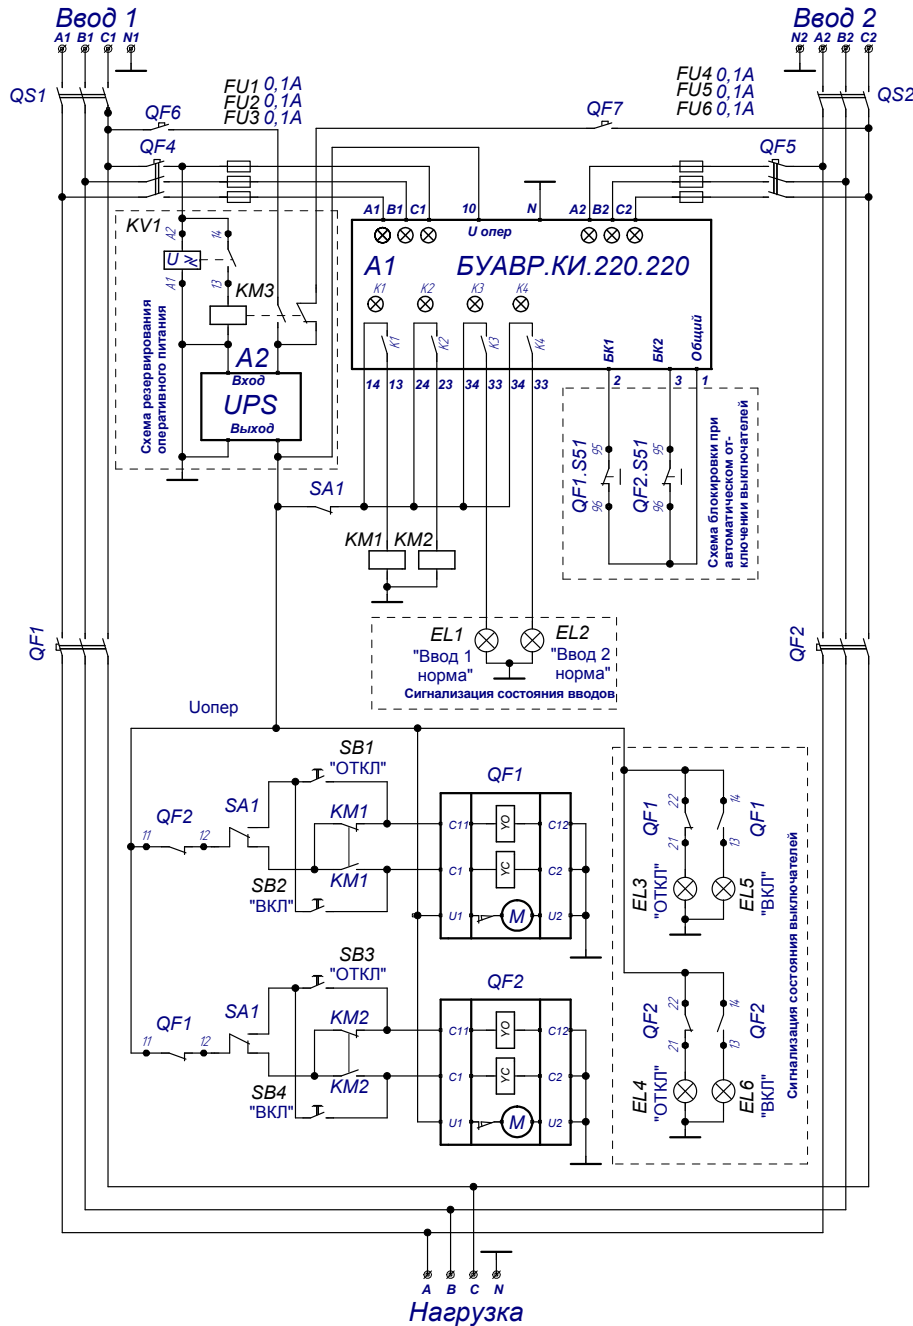 Ввод 1
Ввод 2
A1 B1 C1 N1
N2 A2 B2 C2
QS1
QF6
FU1 0,1A
FU2 0,1A
FU3 0,1A
QF7
FU4 0,1A
FU5 0,1A
FU6 0,1A
QS2
QF4
QF5
A1 B1 C1 10 N A2 B2 C2
U опер
KV1
A2
14
U
A1
13
KM3
A1
БУАВР.КИ.220.220
K1 K2 K3 K4
K1 K2 K3 K4
БК1 БК2 Общий
14 13 24 23 34 33 34 33
2 3 1
Схема резервирования
оперативного питания
A2
Вход
UPS
Выход
SA1
KM1 KM2
QF1.S51
95
96
QF2.S51
95
96
Схема блокировки при
автоматическом от-
ключении выключателей
QF1
QF2
EL1
"Ввод 1
норма"
EL2
"Ввод 2
норма"
Сигнализация состояния вводов
Uопер
SB1
"ОТКЛ"
QF1
SA1
KM1
QF2
11 12
KM1
SB2
"ВКЛ"
C11 YO C12
C1 YC C2
U1 M U2
SB3
"ОТКЛ"
QF2
SA1
KM2
QF1
11 12
KM2
SB4
"ВКЛ"
C11 YO C12
C1 YC C2
U1 M U2
QF1
22
21
14
13
QF1
EL3
"ОТКЛ"
EL5
"ВКЛ"
QF2
22
21
14
13
QF2
EL4
"ОТКЛ"
EL6
"ВКЛ"
Сигнализация состояния выключателей
A B C N
Нагрузка